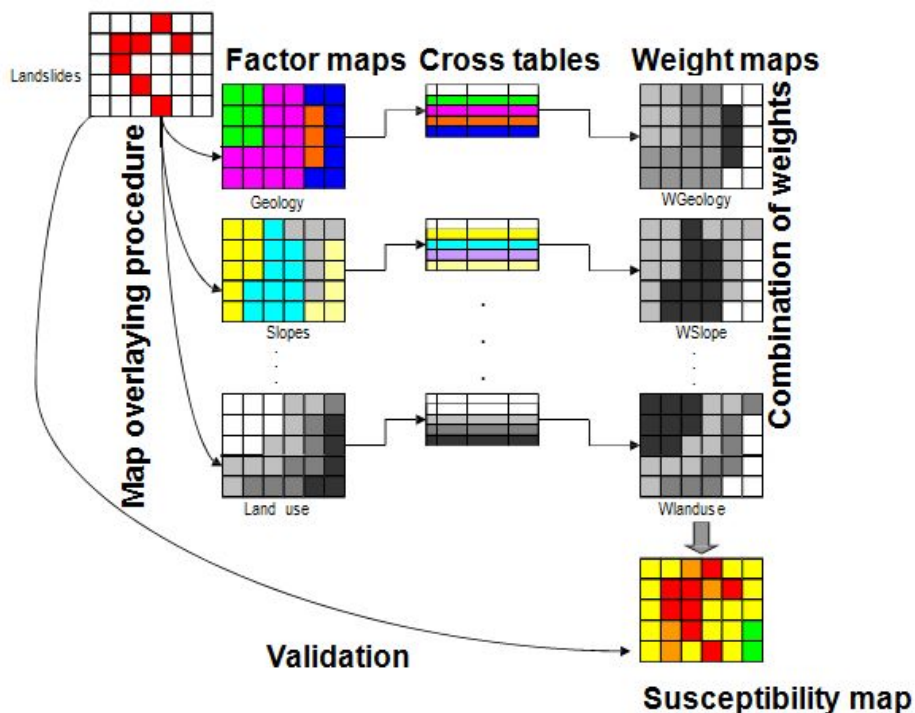 Landslides
Factor maps
Cross tables
Weight maps
Map overlaying procedure
Combination of weights
Geology
WGeology
Slopes
WSlope
Land use
Wlanduse
Validation
Susceptibility map